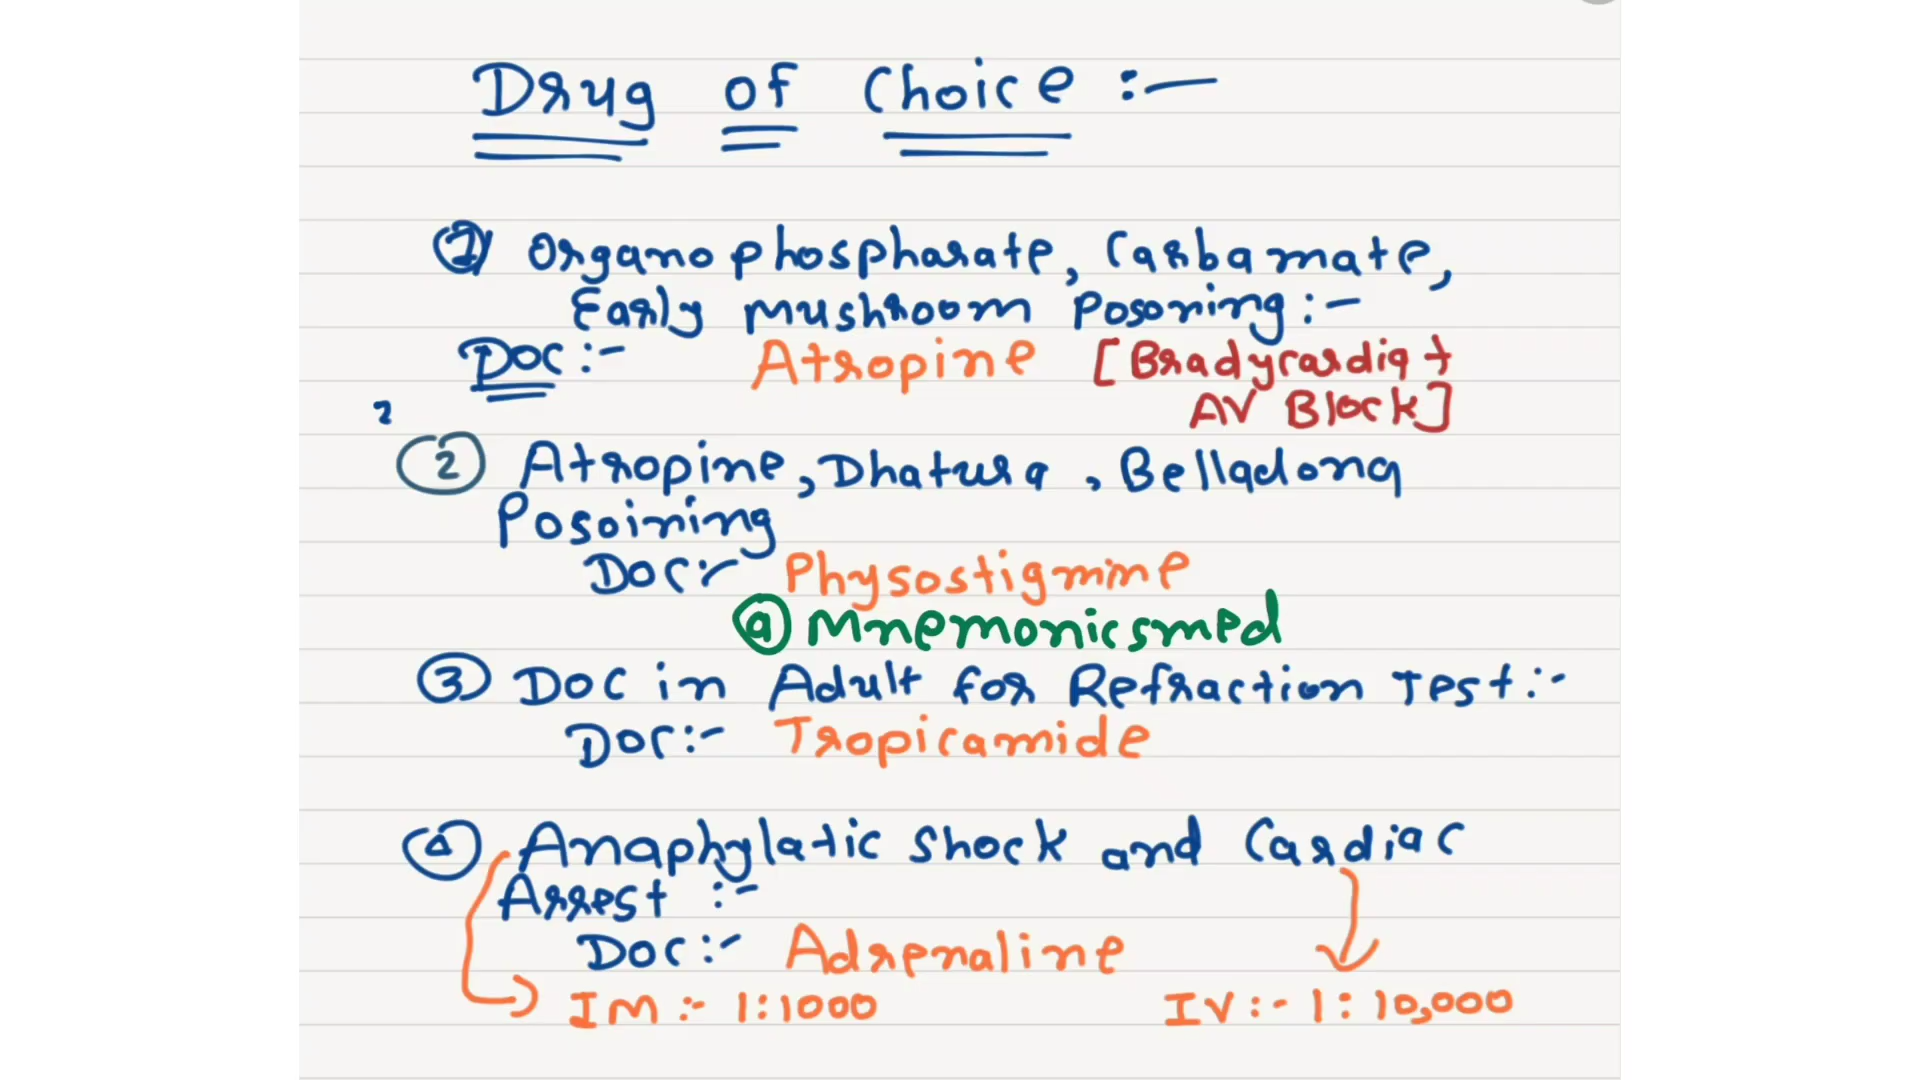 Drug of Choice :-
① Organophospharate, Carbamate,
Early Mushroom Posoning :-
DOC :- Atropine [Bradycardia +
AV Block]
2
② Atropine, Dhatura, Belladona
Posoining
DOC :- Physostigmine
@Mnemonicsmed
③ DOC in Adult for Refraction Test :-
DOC :- Tropicamide
④ Anaphylatic Shock and Cardiac
Arrest :-
DOC :- Adrenaline
IM :- 1:1000 IV :- 1:10,000